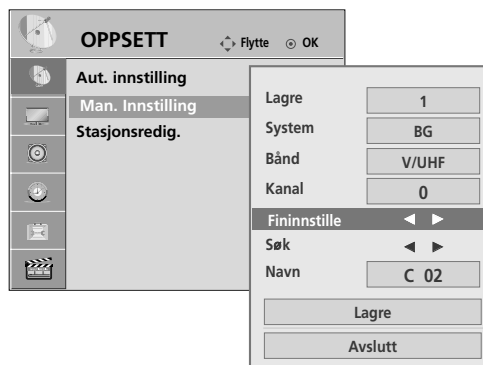 OPPSETT Flytte OK
Aut. innstilling
Man. Innstilling
Stasjonsredig.
Lagre 1
System BG
Bånd V/UHF
Kanal 0
Fininnstille
Søk
Navn C 02
Lagre
Avslutt